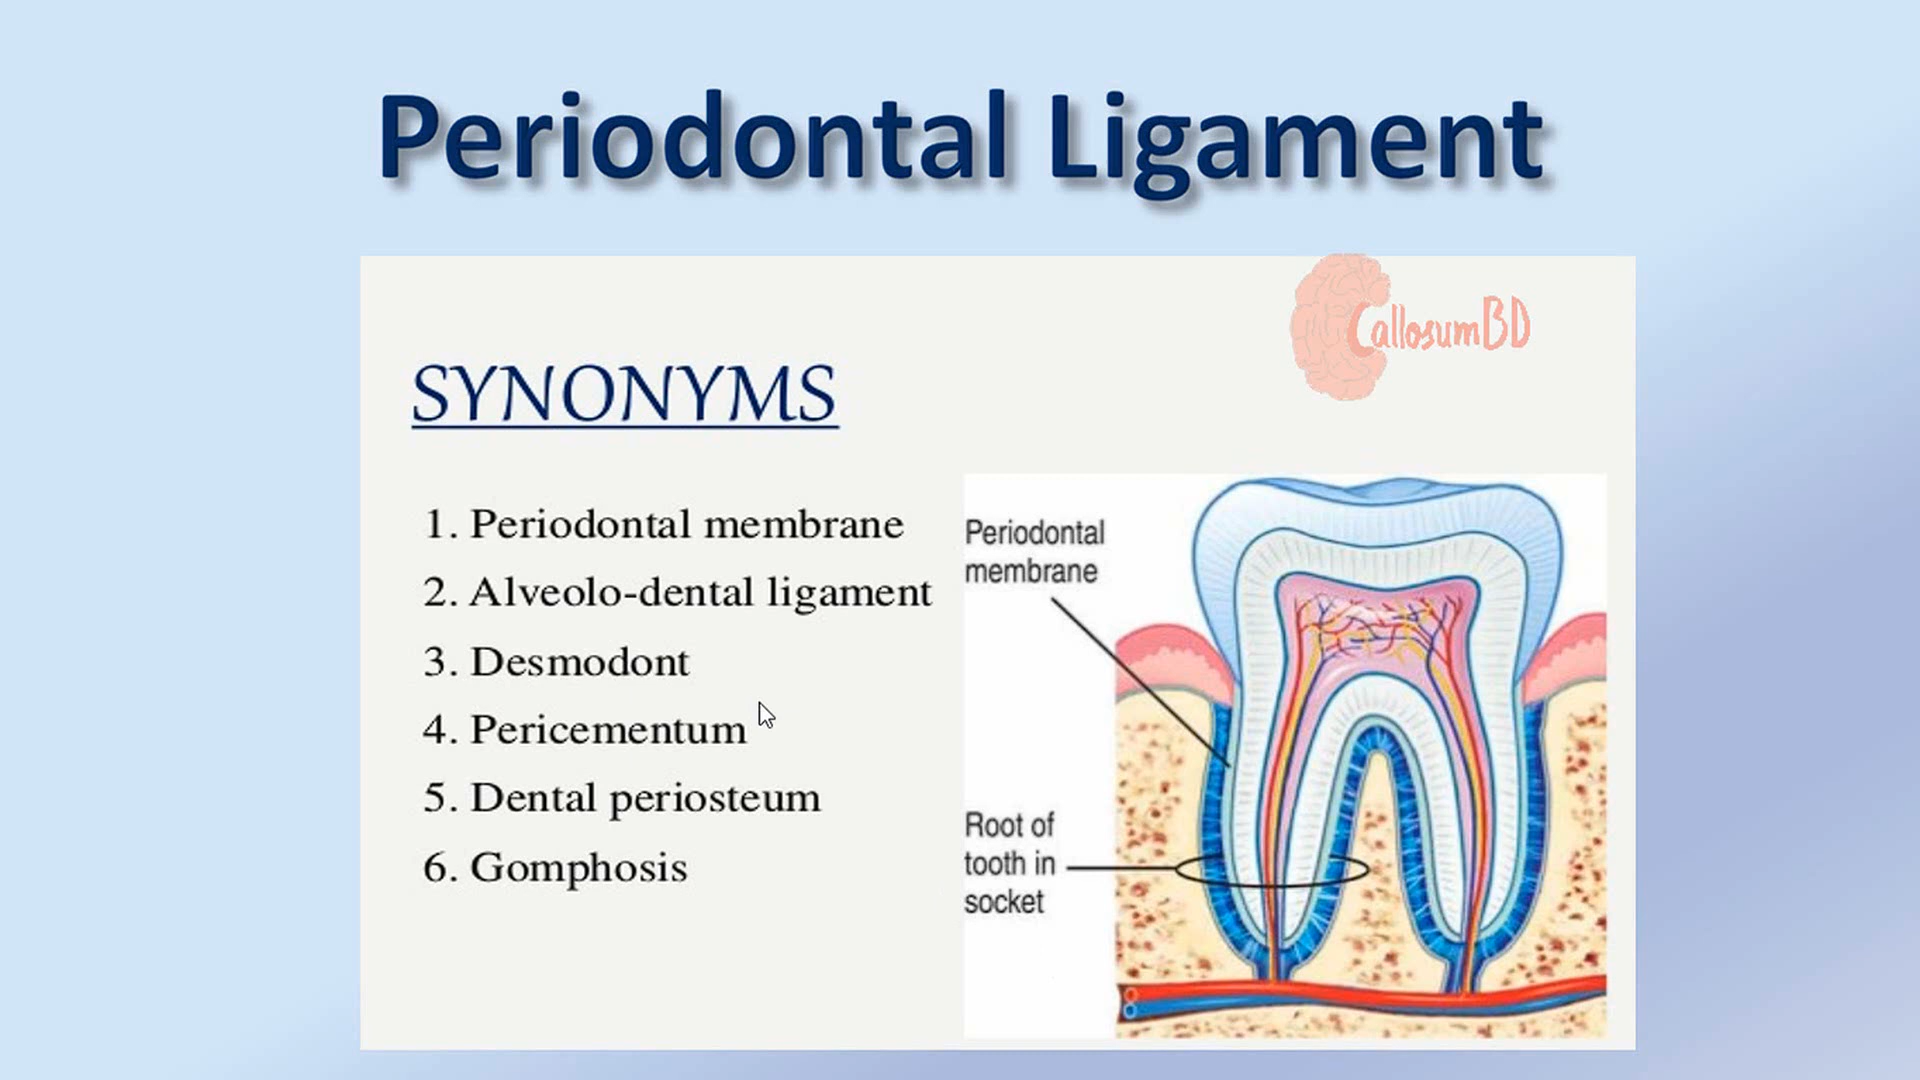 Periodontal Ligament
CallosumBD
SYNONYMS
1. Periodontal membrane
2. Alveolo-dental ligament
3. Desmodont
4. Pericementum
5. Dental periosteum
6. Gomphosis
Periodontal
membrane
Root of
tooth in
socket